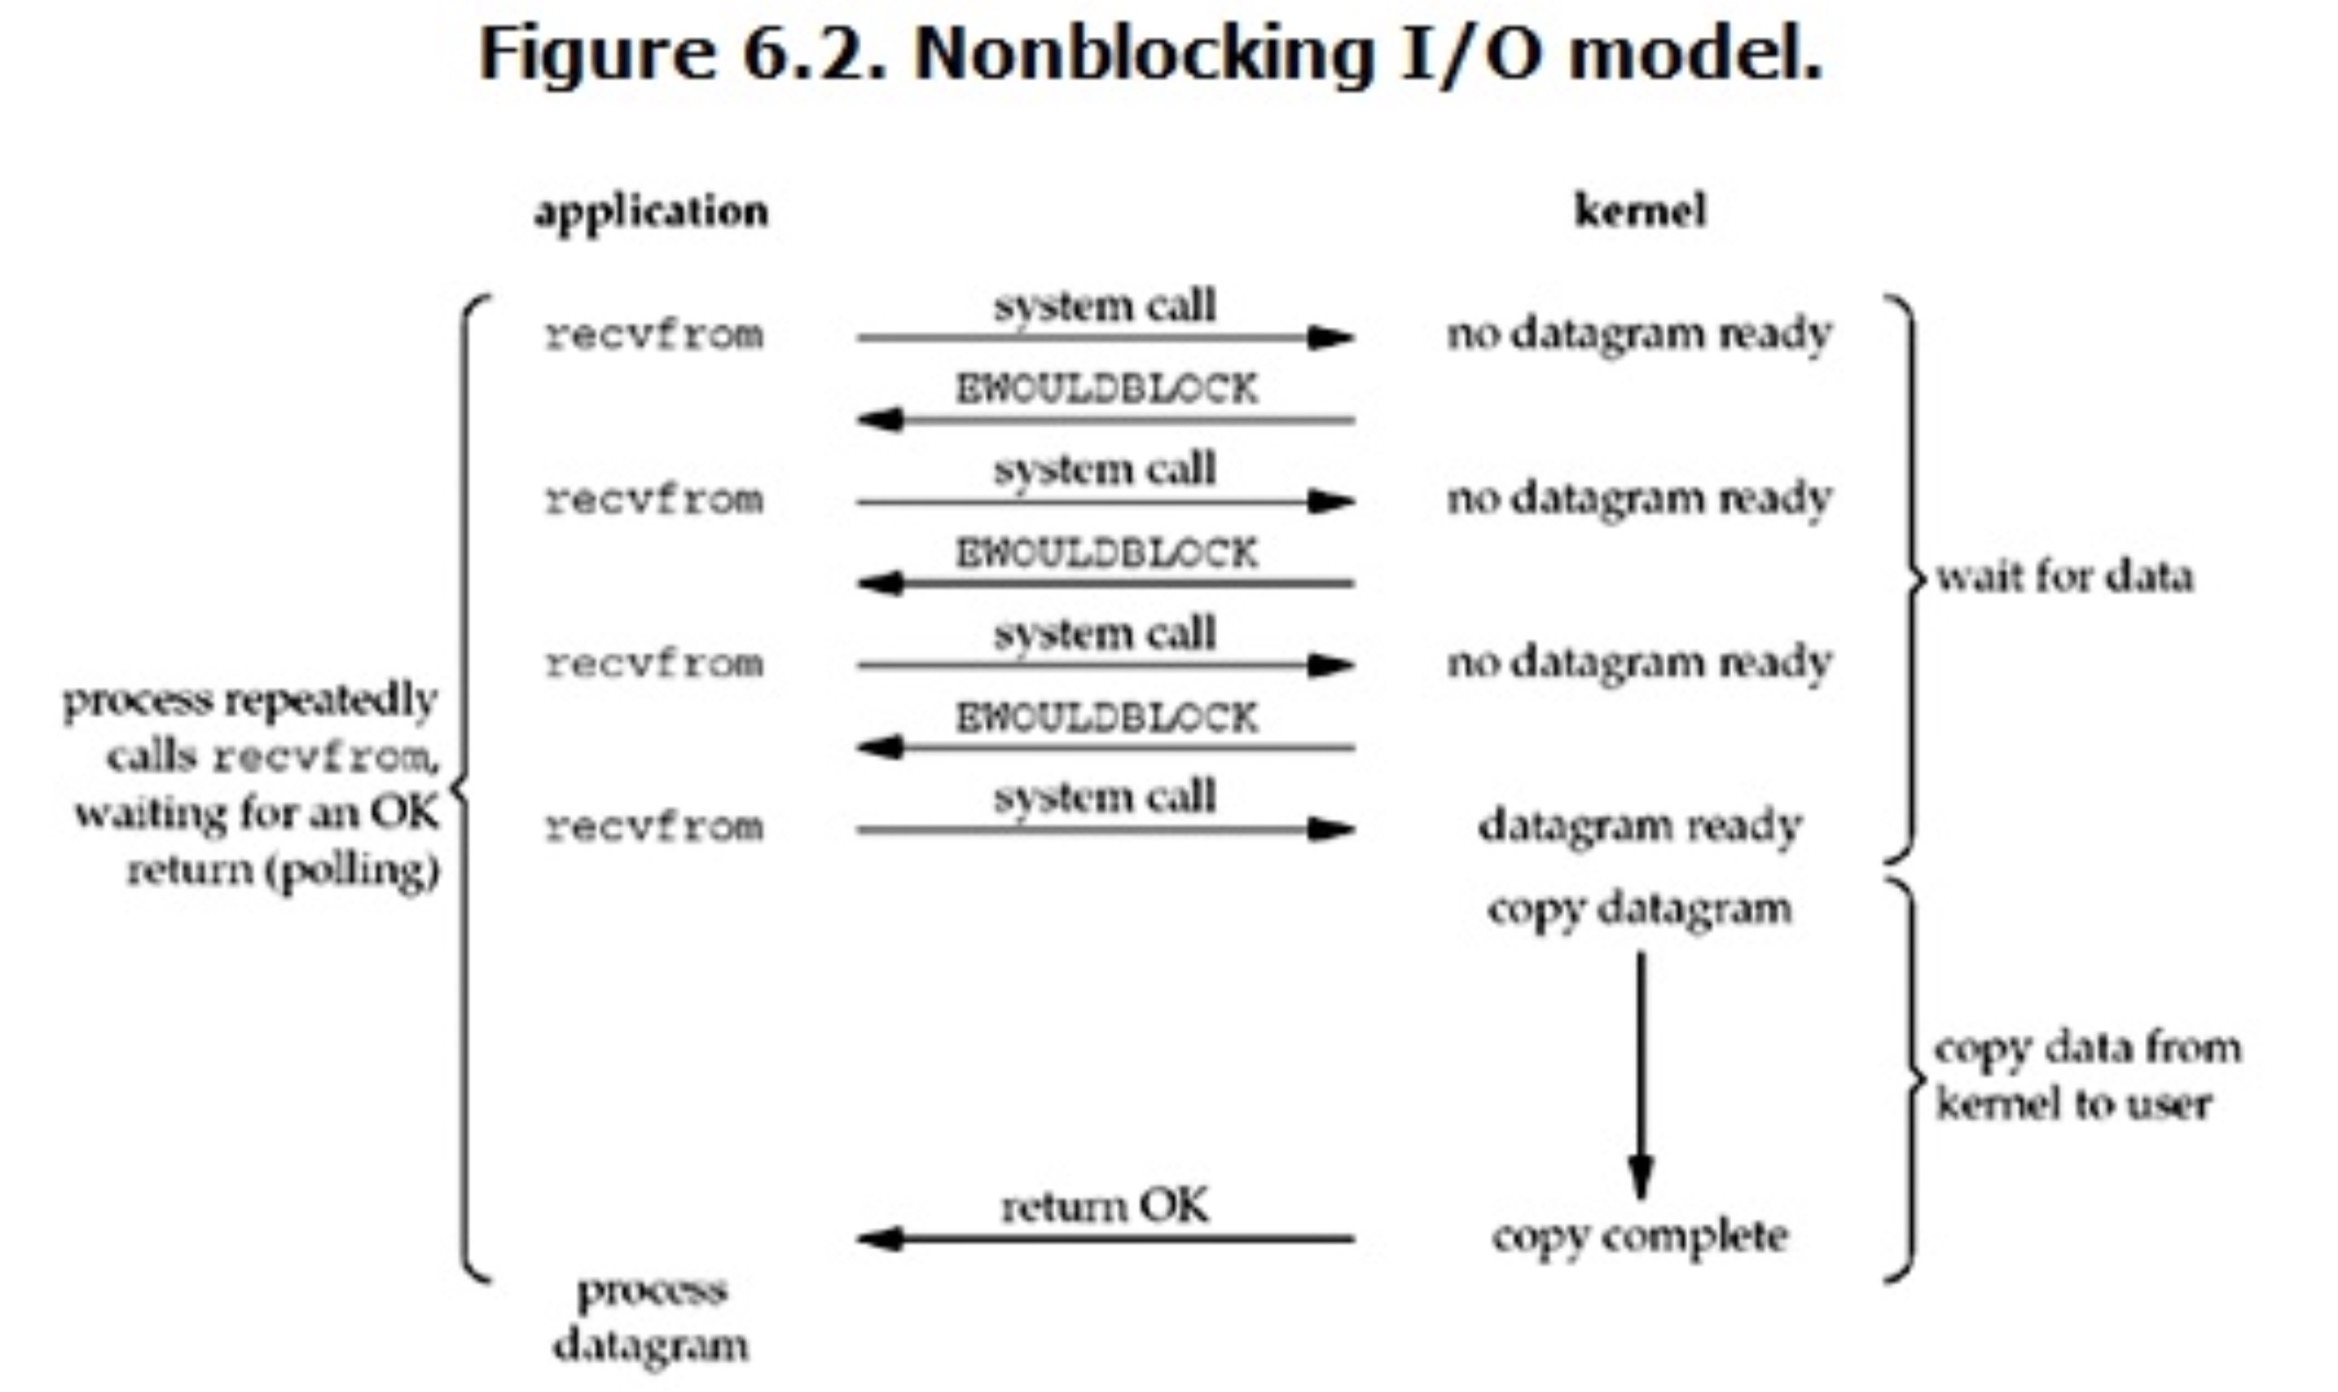 Figure 6.2. Nonblocking I/O model.
application
kernel
system call
recvfrom
no datagram ready
EWOULDBLOCK
system call
recvfrom
no datagram ready
EWOULDBLOCK
wait for data
system call
recvfrom
no datagram ready
process repeatedly
calls recvfrom,
waiting for an OK
return (polling)
EWOULDBLOCK
system call
recvfrom
datagram ready
copy datagram
copy data from
kernel to user
return OK
copy complete
process
datagram